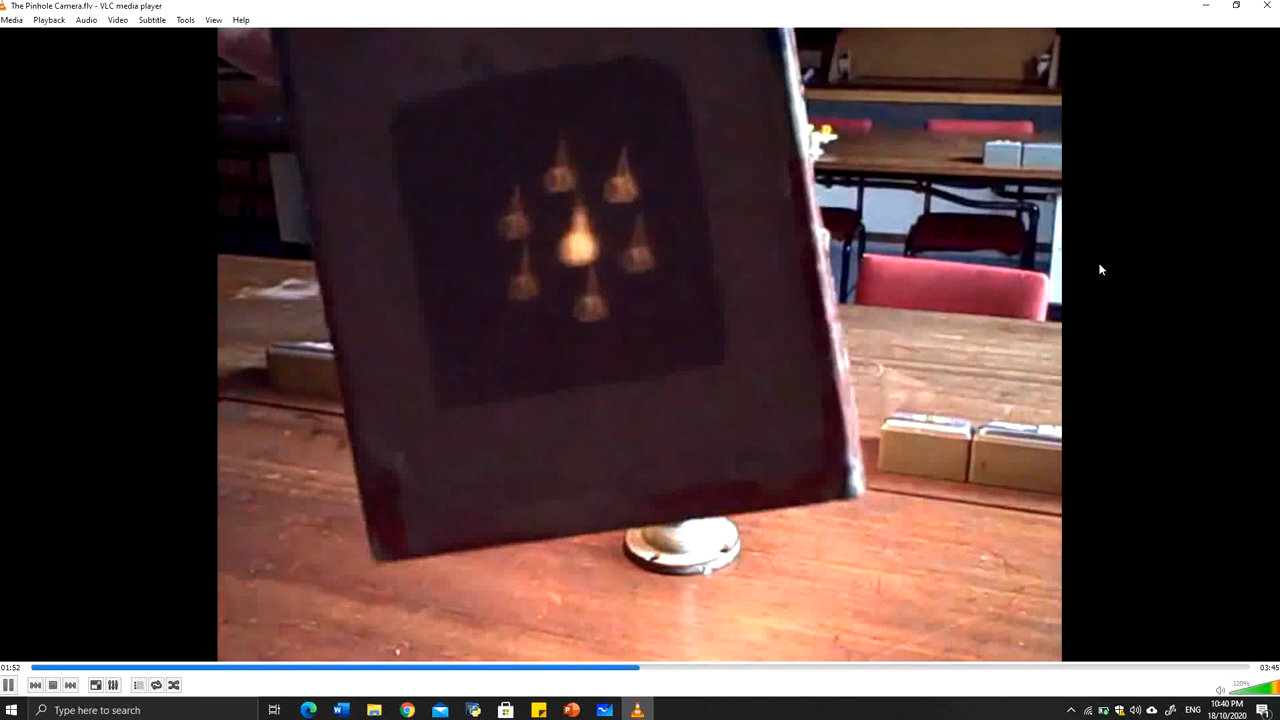 The Pinhole Camera.flv - VLC media player
Media Playback Audio Video Subtitle Tools View Help
01:52
03:45
120%
Type here to search
ENG
10:40 PM
18/10/2020